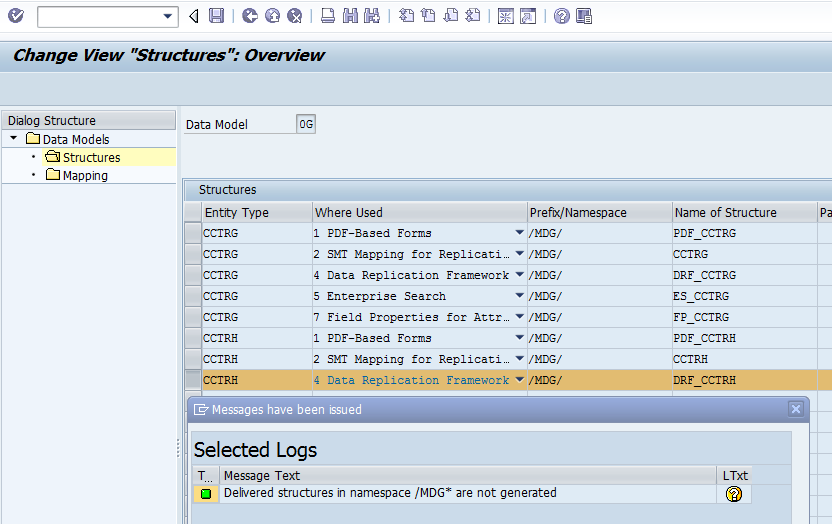 Change View "Structures": Overview
Dialog Structure
Data Models
Structures
Mapping
Data Model 0G
Structures
Entity Type Where Used Prefix/Namespace Name of Structure Pa
CCTRG 1 PDF-Based Forms /MDG/ PDF_CCTRG
CCTRG 2 SMT Mapping for Replicati… /MDG/ CCTRG
CCTRG 4 Data Replication Framework /MDG/ DRF_CCTRG
CCTRG 5 Enterprise Search /MDG/ ES_CCTRG
CCTRG 7 Field Properties for Attr… /MDG/ FP_CCTRG
CCTRH 1 PDF-Based Forms /MDG/ PDF_CCTRH
CCTRH 2 SMT Mapping for Replicati… /MDG/ CCTRH
CCTRH 4 Data Replication Framework /MDG/ DRF_CCTRH
Messages have been issued
Selected Logs
T... Message Text LTxt
Delivered structures in namespace /MDG* are not generated